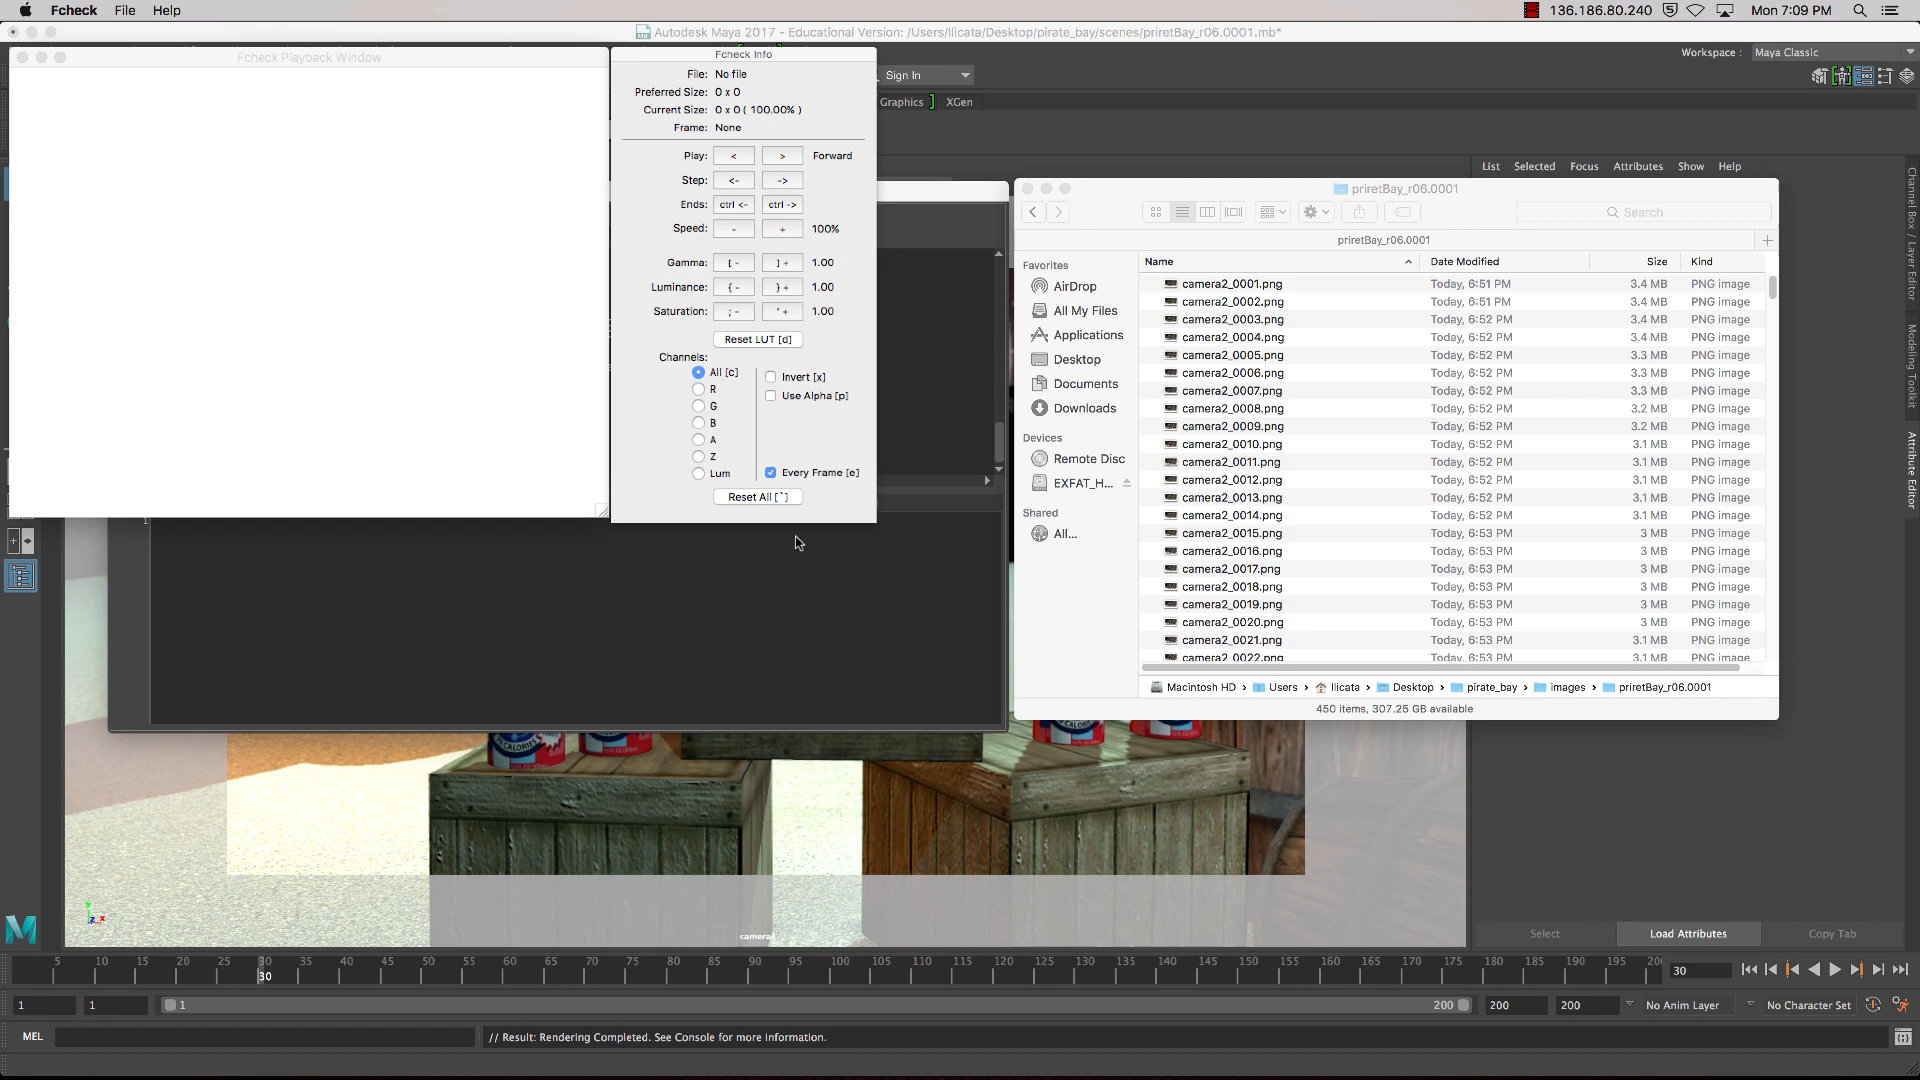 Fcheck File Help 136.186.80.240 Mon 7:09 PM
Autodesk Maya 2017 - Educational Version: /Users/llicata/Desktop/pirate_bay/scenes/priretBay_r06.0001.mb*
Workspace : Maya Classic
Sign In
Graphics XGen
Fcheck Playback Window
Fcheck Info
File: No file
Preferred Size: 0 x 0
Current Size: 0 x 0 ( 100.00% )
Frame: None
Play: < > Forward
Step: <- ->
Ends: ctrl <- ctrl ->
Speed: - + 100%
Gamma: [ - ] + 1.00
Luminance: { - } + 1.00
Saturation: ; - ' + 1.00
Reset LUT [d]
Channels:
All [c]
R
G
B
A
Z
Lum
Invert [x]
Use Alpha [p]
Every Frame [e]
Reset All [`]
1
List Selected Focus Attributes Show Help
priretBay_r06.0001
Search
priretBay_r06.0001
Favorites
AirDrop
All My Files
Applications
Desktop
Documents
Downloads
Devices
Remote Disc
EXFAT_H...
Shared
All...
Name Date Modified Size Kind
camera2_0001.png Today, 6:51 PM 3.4 MB PNG image
camera2_0002.png Today, 6:51 PM 3.4 MB PNG image
camera2_0003.png Today, 6:52 PM 3.4 MB PNG image
camera2_0004.png Today, 6:52 PM 3.4 MB PNG image
camera2_0005.png Today, 6:52 PM 3.3 MB PNG image
camera2_0006.png Today, 6:52 PM 3.3 MB PNG image
camera2_0007.png Today, 6:52 PM 3.3 MB PNG image
camera2_0008.png Today, 6:52 PM 3.2 MB PNG image
camera2_0009.png Today, 6:52 PM 3.2 MB PNG image
camera2_0010.png Today, 6:52 PM 3.1 MB PNG image
camera2_0011.png Today, 6:52 PM 3.1 MB PNG image
camera2_0012.png Today, 6:52 PM 3.1 MB PNG image
camera2_0013.png Today, 6:52 PM 3.1 MB PNG image
camera2_0014.png Today, 6:52 PM 3.1 MB PNG image
camera2_0015.png Today, 6:53 PM 3 MB PNG image
camera2_0016.png Today, 6:53 PM 3 MB PNG image
camera2_0017.png Today, 6:53 PM 3 MB PNG image
camera2_0018.png Today, 6:53 PM 3 MB PNG image
camera2_0019.png Today, 6:53 PM 3 MB PNG image
camera2_0020.png Today, 6:53 PM 3 MB PNG image
camera2_0021.png Today, 6:53 PM 3.1 MB PNG image
camera2_0022.png Today, 6:53 PM 3.1 MB PNG image
Macintosh HD › Users › llicata › Desktop › pirate_bay › images › priretBay_r06.0001
450 items, 307.25 GB available
Channel Box / Layer Editor
Modeling Toolkit
Attribute Editor
CALORIES
Select Load Attributes Copy Tab
5 10 15 20 25 30 35 40 45 50 55 60 65 70 75 80 85 90 95 100 105 110 115 120 125 130 135 140 145 150 155 160 165 170 175 180 185 190 195
30 30
1 1 1 200 200 200 No Anim Layer No Character Set
MEL // Result: Rendering Completed. See Console for more information.